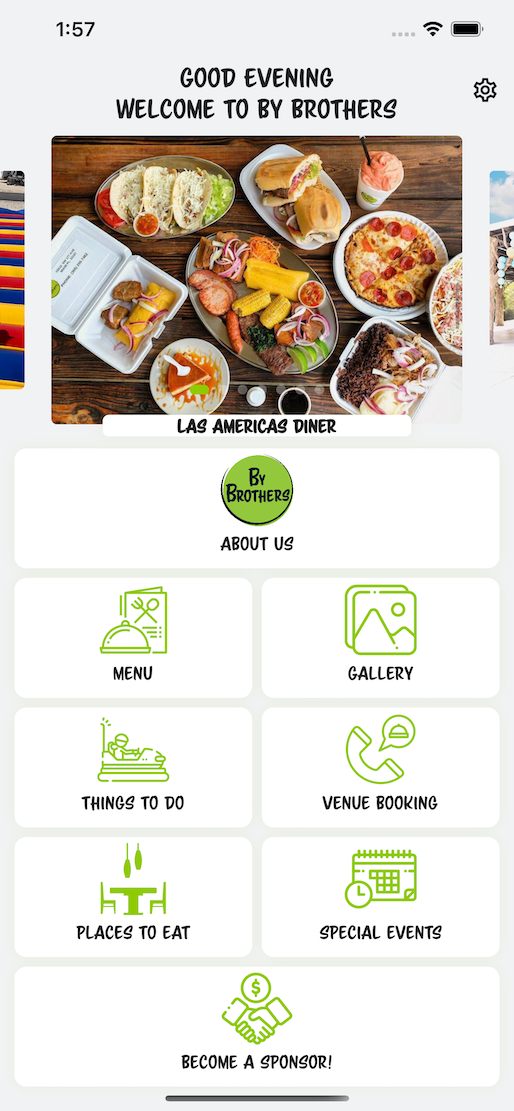 1:57
GOOD EVENING
WELCOME TO BY BROTHERS
LAS AMERICAS DINER
By
Brothers
ABOUT US
MENU
GALLERY
THINGS TO DO
VENUE BOOKING
PLACES TO EAT
SPECIAL EVENTS
$
BECOME A SPONSOR!